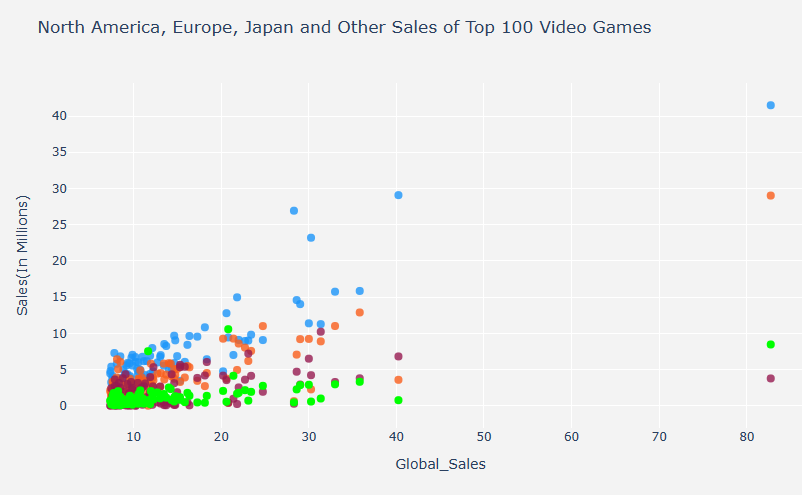 North America, Europe, Japan and Other Sales of Top 100 Video Games
Sales(In Millions)
40
35
30
25
20
15
10
5
0
10 20 30 40 50 60 70 80
Global_Sales